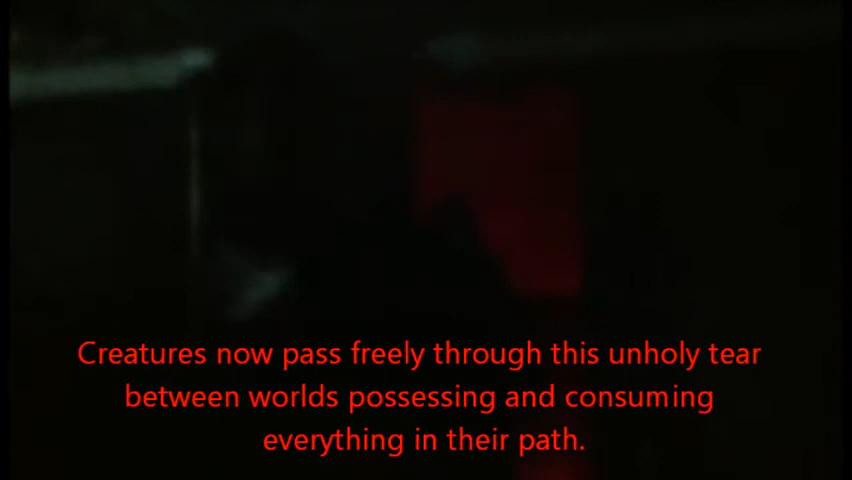 Creatures now pass freely through this unholy tear
between worlds possessing and consuming
everything in their path.